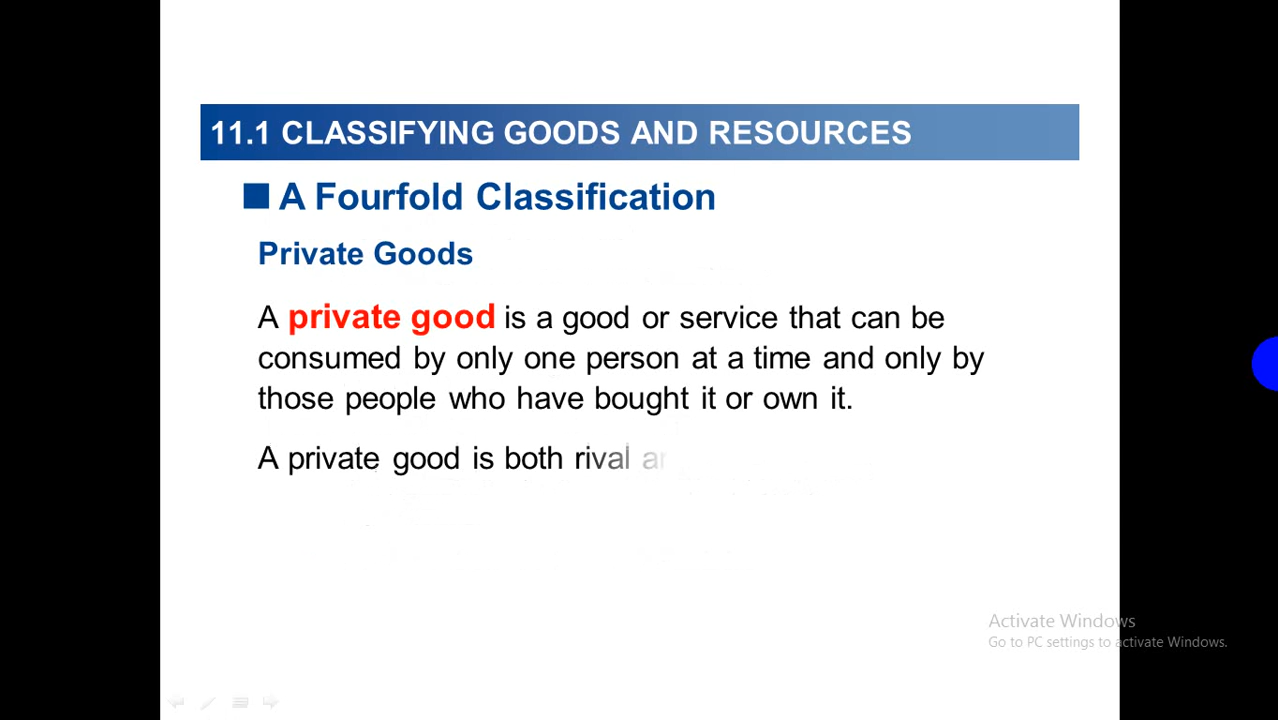 11.1 CLASSIFYING GOODS AND RESOURCES
A Fourfold Classification
Private Goods
A private good is a good or service that can be
consumed by only one person at a time and only by
those people who have bought it or own it.
A private good is both rival
Activate Windows
Go to PC settings to activate Windows.